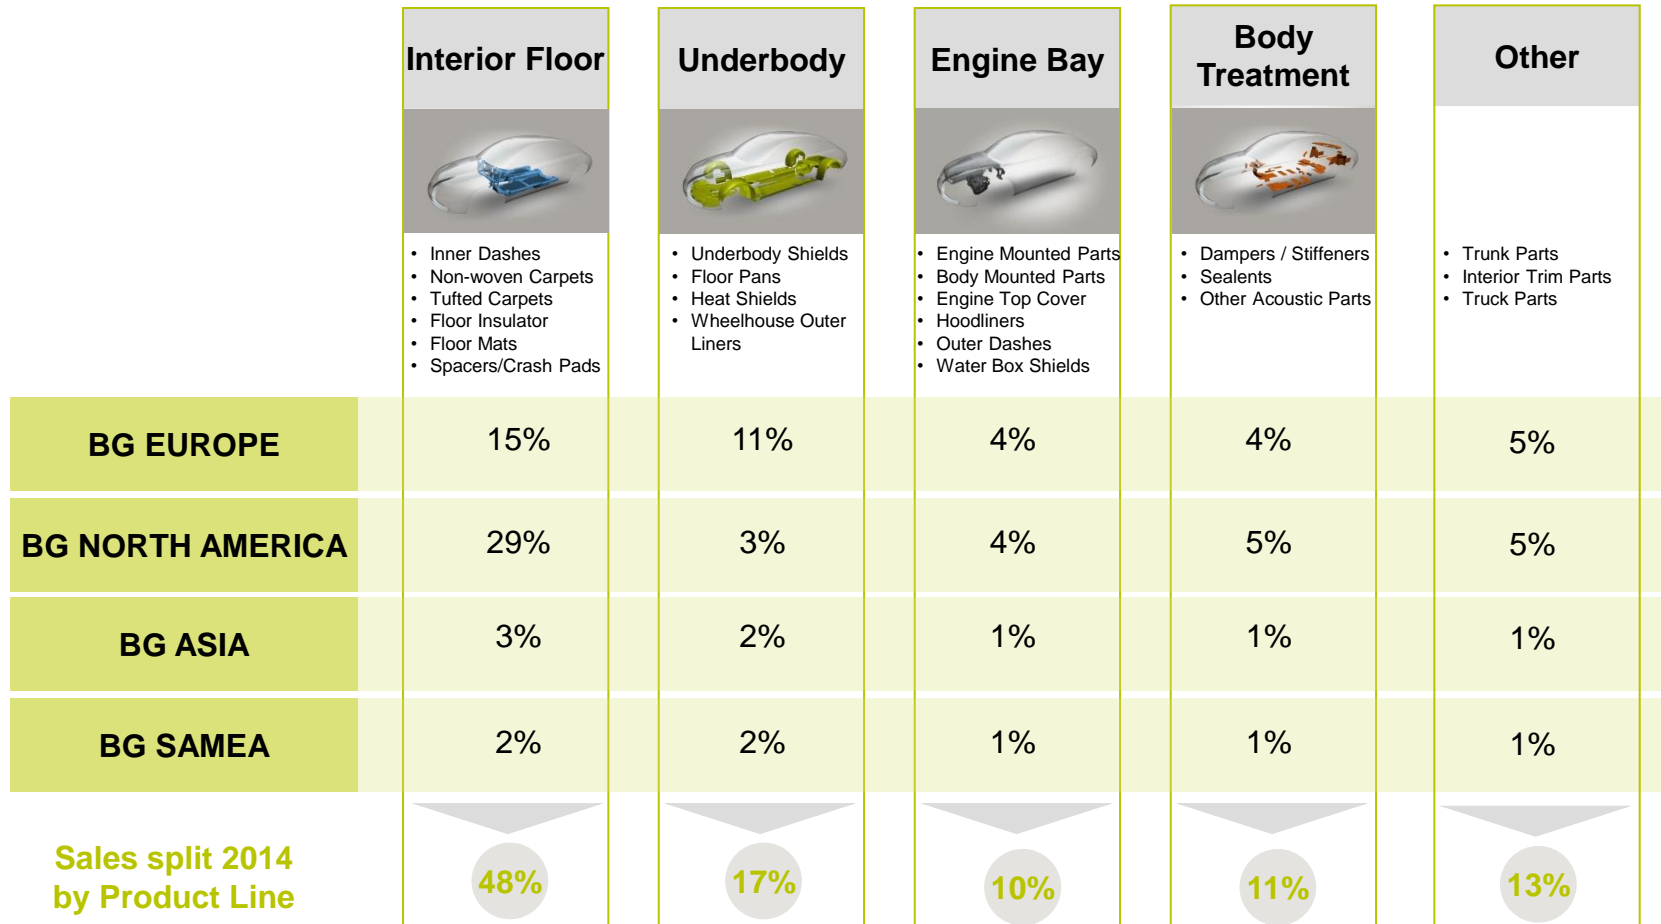 Interior Floor
Underbody
Engine Bay
Body
Treatment
Other
• Inner Dashes
• Non-woven Carpets
• Tufted Carpets
• Floor Insulator
• Floor Mats
• Spacers/Crash Pads
• Underbody Shields
• Floor Pans
• Heat Shields
• Wheelhouse Outer
Liners
• Engine Mounted Parts
• Body Mounted Parts
• Engine Top Cover
• Hoodliners
• Outer Dashes
• Water Box Shields
• Dampers / Stiffeners
• Sealents
• Other Acoustic Parts
• Trunk Parts
• Interior Trim Parts
• Truck Parts
BG EUROPE 15% 11% 4% 4% 5%
BG NORTH AMERICA 29% 3% 4% 5% 5%
BG ASIA 3% 2% 1% 1% 1%
BG SAMEA 2% 2% 1% 1% 1%
Sales split 2014
by Product Line
48% 17% 10% 11% 13%